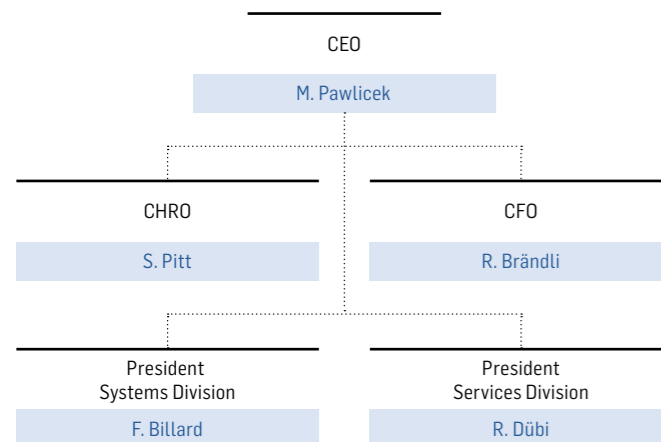 CEO
M. Pawlicek
CHRO
S. Pitt
CFO
R. Brändli
President
Systems Division
F. Billard
President
Services Division
R. Dübi